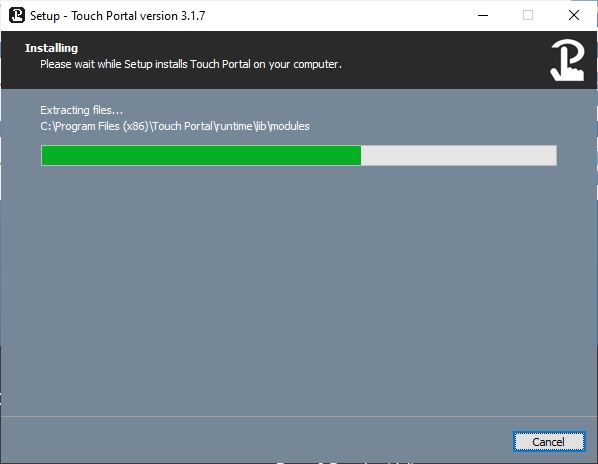 Setup - Touch Portal version 3.1.7
Installing
Please wait while Setup installs Touch Portal on your computer.
Extracting files...
C:\Program Files (x86)\Touch Portal\runtime\lib\modules
Cancel